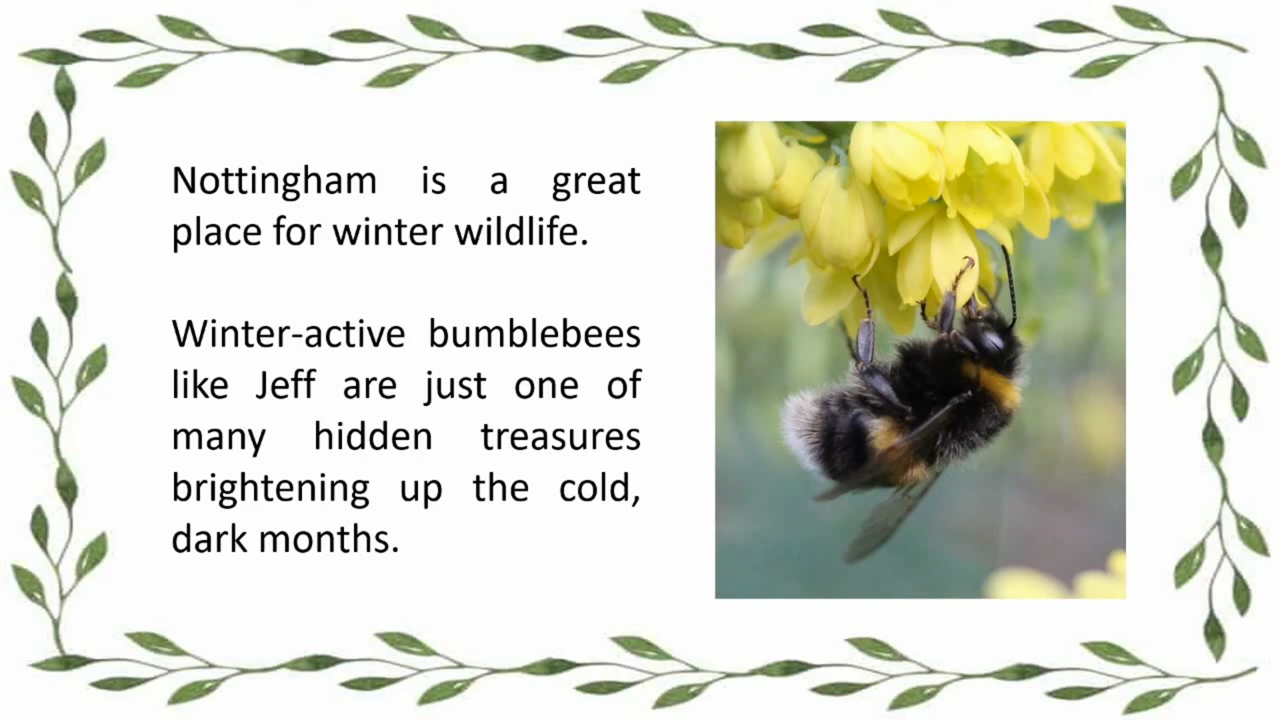 Nottingham is a great
place for winter wildlife.
Winter-active bumblebees
like Jeff are just one of
many hidden treasures
brightening up the cold,
dark months.